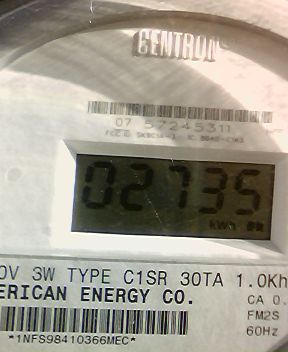 CENTRON
07 57245311
02735
kWh
0V 3W TYPE C1SR 30TA 1.0Kh
ERICAN ENERGY CO.
CA 0.
FM2S
60Hz
*1NFS98410366MEC*